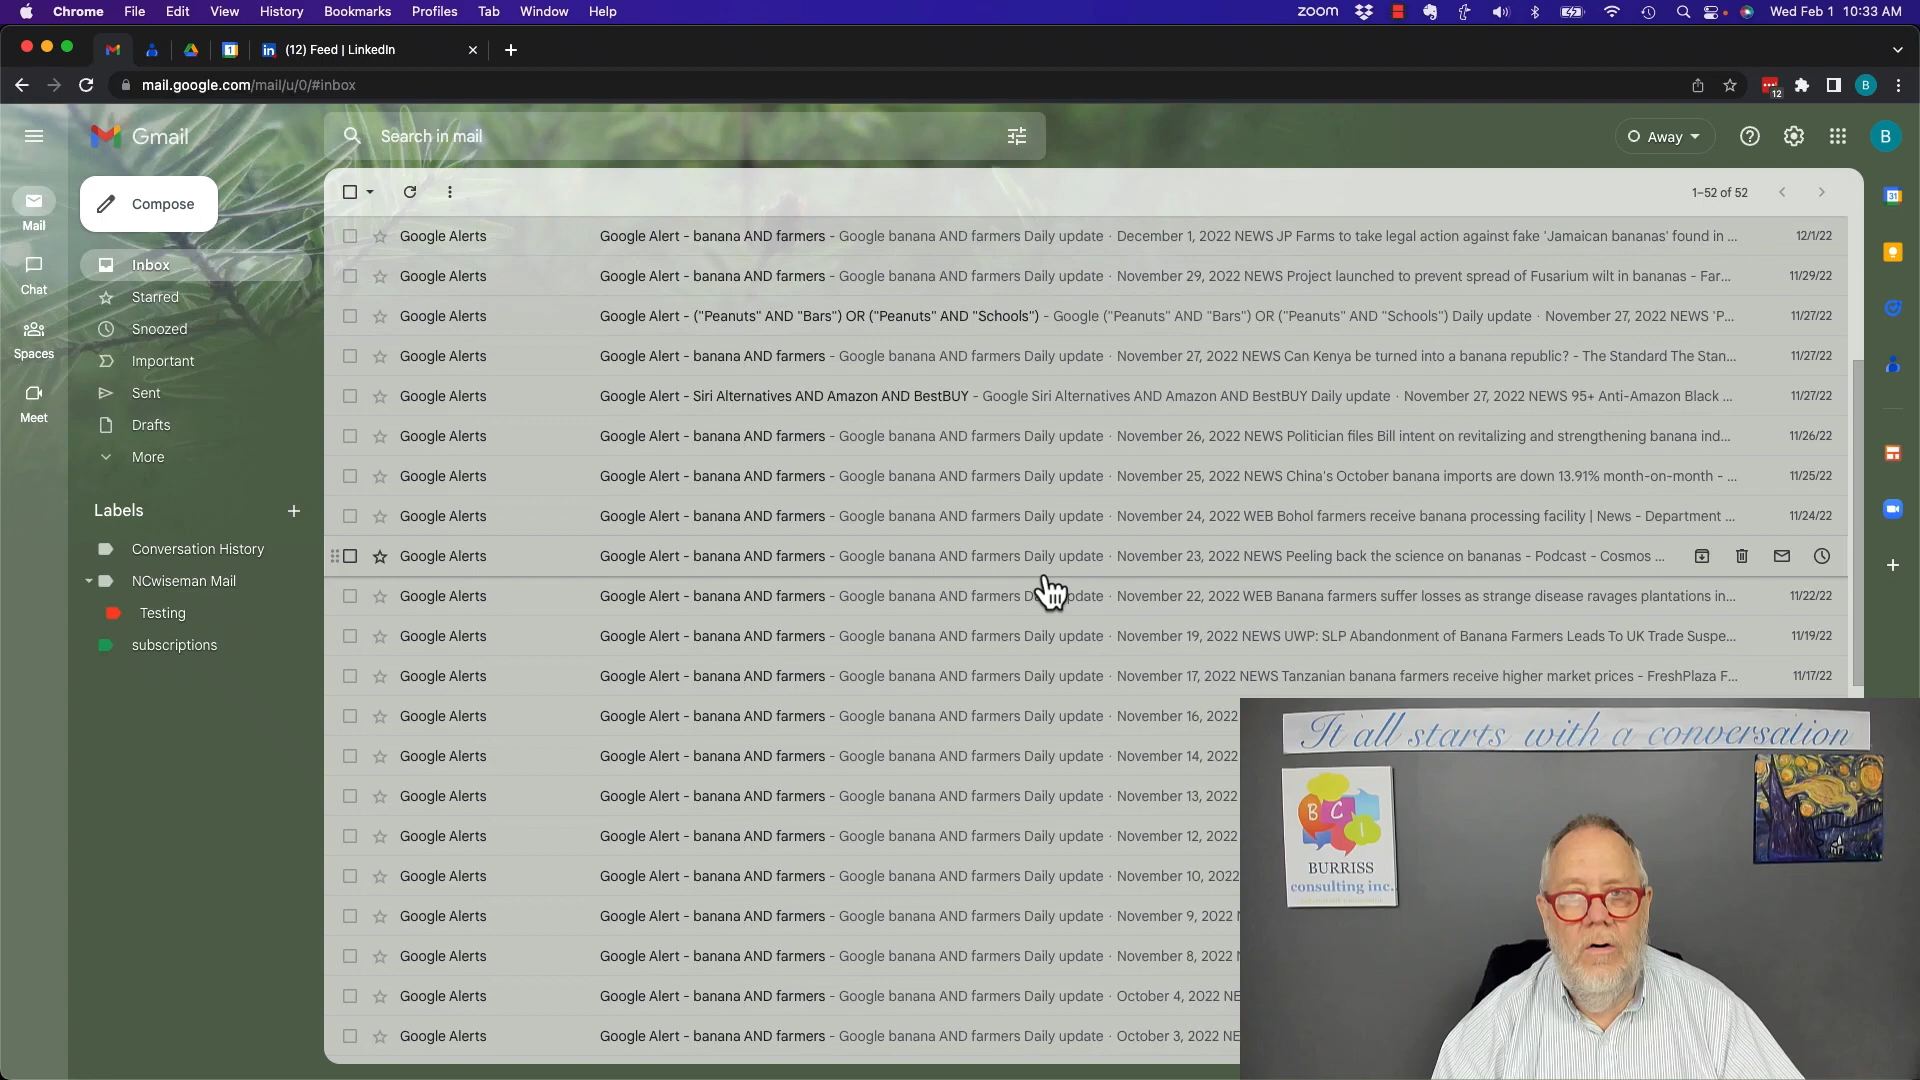 Chrome File Edit View History Bookmarks Profiles Tab Window Help zoom Wed Feb 1 10:33 AM
(12) Feed | LinkedIn
mail.google.com/mail/u/0/#inbox 12 B
Gmail Search in mail Away B
Compose 1–52 of 52
Mail
Chat
Spaces
Meet
Inbox
Starred
Snoozed
Important
Sent
Drafts
More
Labels
Conversation History
NCwiseman Mail
Testing
subscriptions
Google Alerts Google Alert - banana AND farmers - Google banana AND farmers Daily update · December 1, 2022 NEWS JP Farms to take legal action against fake 'Jamaican bananas' found in ... 12/1/22
Google Alerts Google Alert - banana AND farmers - Google banana AND farmers Daily update · November 29, 2022 NEWS Project launched to prevent spread of Fusarium wilt in bananas - Far... 11/29/22
Google Alerts Google Alert - ("Peanuts" AND "Bars") OR ("Peanuts" AND "Schools") - Google ("Peanuts" AND "Bars") OR ("Peanuts" AND "Schools") Daily update · November 27, 2022 NEWS 'P... 11/27/22
Google Alerts Google Alert - banana AND farmers - Google banana AND farmers Daily update · November 27, 2022 NEWS Can Kenya be turned into a banana republic? - The Standard The Stan... 11/27/22
Google Alerts Google Alert - Siri Alternatives AND Amazon AND BestBUY - Google Siri Alternatives AND Amazon AND BestBUY Daily update · November 27, 2022 NEWS 95+ Anti-Amazon Black ... 11/27/22
Google Alerts Google Alert - banana AND farmers - Google banana AND farmers Daily update · November 26, 2022 NEWS Politician files Bill intent on revitalizing and strengthening banana ind... 11/26/22
Google Alerts Google Alert - banana AND farmers - Google banana AND farmers Daily update · November 25, 2022 NEWS China's October banana imports are down 13.91% month-on-month - ... 11/25/22
Google Alerts Google Alert - banana AND farmers - Google banana AND farmers Daily update · November 24, 2022 WEB Bohol farmers receive banana processing facility | News - Department ... 11/24/22
Google Alerts Google Alert - banana AND farmers - Google banana AND farmers Daily update · November 23, 2022 NEWS Peeling back the science on bananas - Podcast - Cosmos ...
Google Alerts Google Alert - banana AND farmers - Google banana AND farmers update · November 22, 2022 WEB Banana farmers suffer losses as strange disease ravages plantations in... 11/22/22
Google Alerts Google Alert - banana AND farmers - Google banana AND farmers Daily update · November 19, 2022 NEWS UWP: SLP Abandonment of Banana Farmers Leads To UK Trade Suspe... 11/19/22
Google Alerts Google Alert - banana AND farmers - Google banana AND farmers Daily update · November 17, 2022 NEWS Tanzanian banana farmers receive higher market prices - FreshPlaza F... 11/17/22
Google Alerts Google Alert - banana AND farmers - Google banana AND farmers Daily update · November 16, 2022
Google Alerts Google Alert - banana AND farmers - Google banana AND farmers Daily update · November 14, 2022
Google Alerts Google Alert - banana AND farmers - Google banana AND farmers Daily update · November 13, 2022
Google Alerts Google Alert - banana AND farmers - Google banana AND farmers Daily update · November 12, 2022
Google Alerts Google Alert - banana AND farmers - Google banana AND farmers Daily update · November 10, 2022
Google Alerts Google Alert - banana AND farmers - Google banana AND farmers Daily update · November 9, 2022
Google Alerts Google Alert - banana AND farmers - Google banana AND farmers Daily update · November 8, 2022
Google Alerts Google Alert - banana AND farmers - Google banana AND farmers Daily update · October 4, 2022 NE
Google Alerts Google Alert - banana AND farmers - Google banana AND farmers Daily update · October 3, 2022 NE
It all starts with a conversation
B C I
BURRISS
consulting inc.